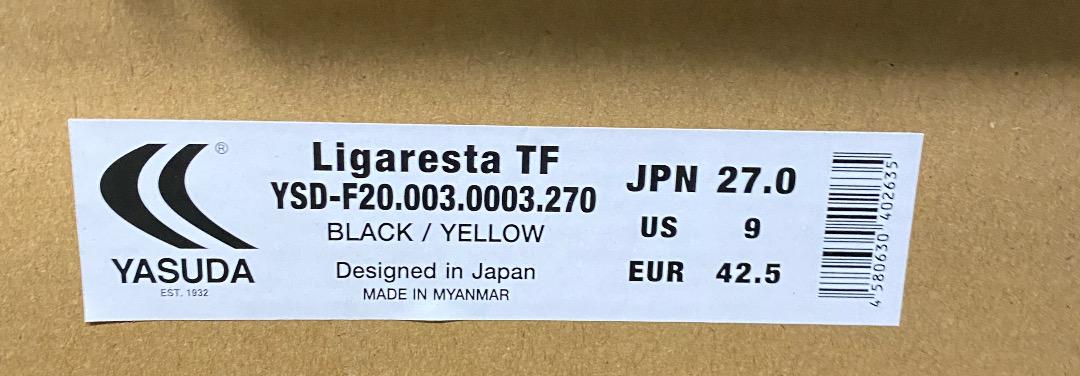 ®
YASUDA
EST. 1932
Ligaresta TF
YSD-F20.003.0003.270
BLACK / YELLOW
Designed in Japan
MADE IN MYANMAR
JPN 27.0
US 9
EUR 42.5
4 580630 402635